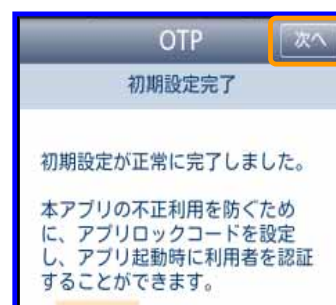 OTP
次へ
初期設定完了
初期設定が正常に完了しました。
本アプリの不正利用を防ぐため
に、アプリロックコードを設定
し、アプリ起動時に利用者を認証
することができます。